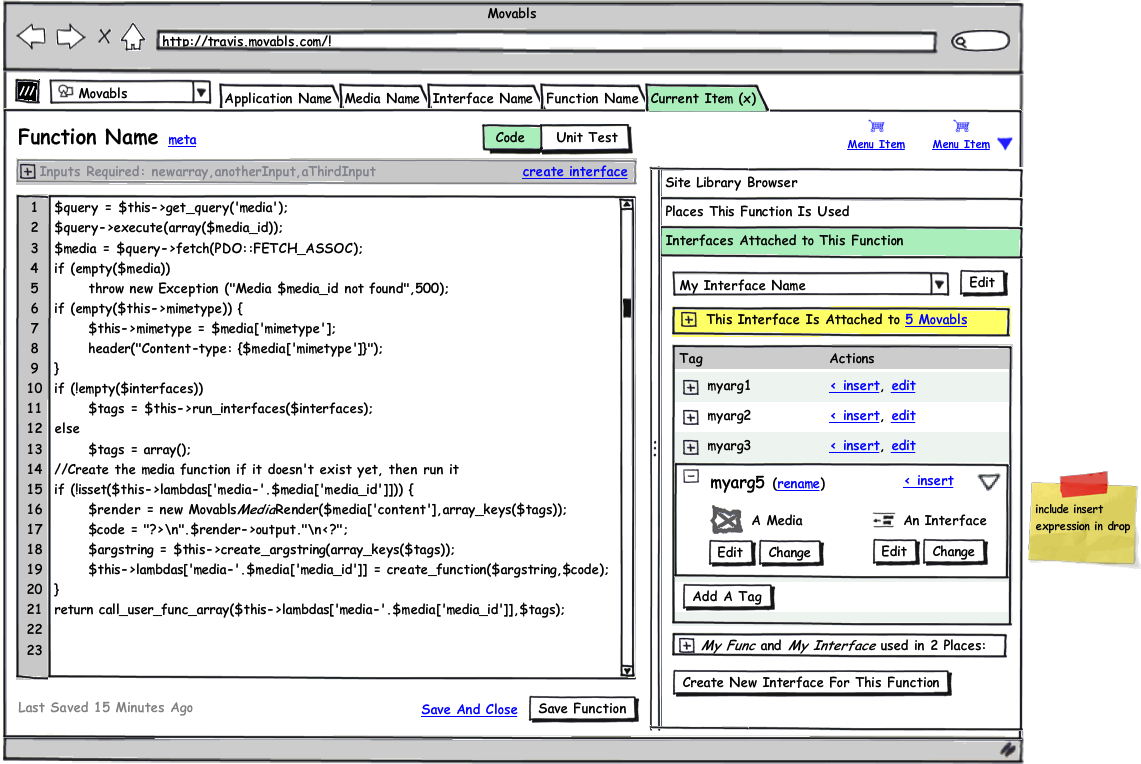 Movabls
http://travis.movabls.com/!
Movabls
Application Name
Media Name
Interface Name
Function Name
Current Item (x)
Function Name meta
Code
Unit Test
Menu Item
Menu Item
Inputs Required: newarray,anotherInput,aThirdInput
create interface
1 $query = $this->get_query('media');
2 $query->execute(array($media_id));
3 $media = $query->fetch(PDO::FETCH_ASSOC);
4 if (empty($media))
5 throw new Exception ("Media $media_id not found",500);
6 if (empty($this->mimetype)) {
7 $this->mimetype = $media['mimetype'];
8 header("Content-type: {$media['mimetype']}");
9 }
10 if (!empty($interfaces))
11 $tags = $this->run_interfaces($interfaces);
12 else
13 $tags = array();
14 //Create the media function if it doesn't exist yet, then run it
15 if (!isset($this->lambdas['media-'.$media['media_id']])) {
16 $render = new MovablsMediaRender($media['content'],array_keys($tags));
17 $code = "?>\n".$render->output."\n<?";
18 $argstring = $this->create_argstring(array_keys($tags));
19 $this->lambdas['media-'.$media['media_id']] = create_function($argstring,$code);
20 }
21 return call_user_func_array($this->lambdas['media-'.$media['media_id']],$tags);
22
23
Last Saved 15 Minutes Ago
Save And Close
Save Function
Site Library Browser
Places This Function Is Used
Interfaces Attached to This Function
My Interface Name
Edit
This Interface Is Attached to 5 Movabls
Tag Actions
myarg1 < insert, edit
myarg2 < insert, edit
myarg3 < insert, edit
myarg5 (rename) < insert
A Media
An Interface
Edit
Change
Edit
Change
Add A Tag
My Func and My Interface used in 2 Places:
Create New Interface For This Function
include insert
expression in drop